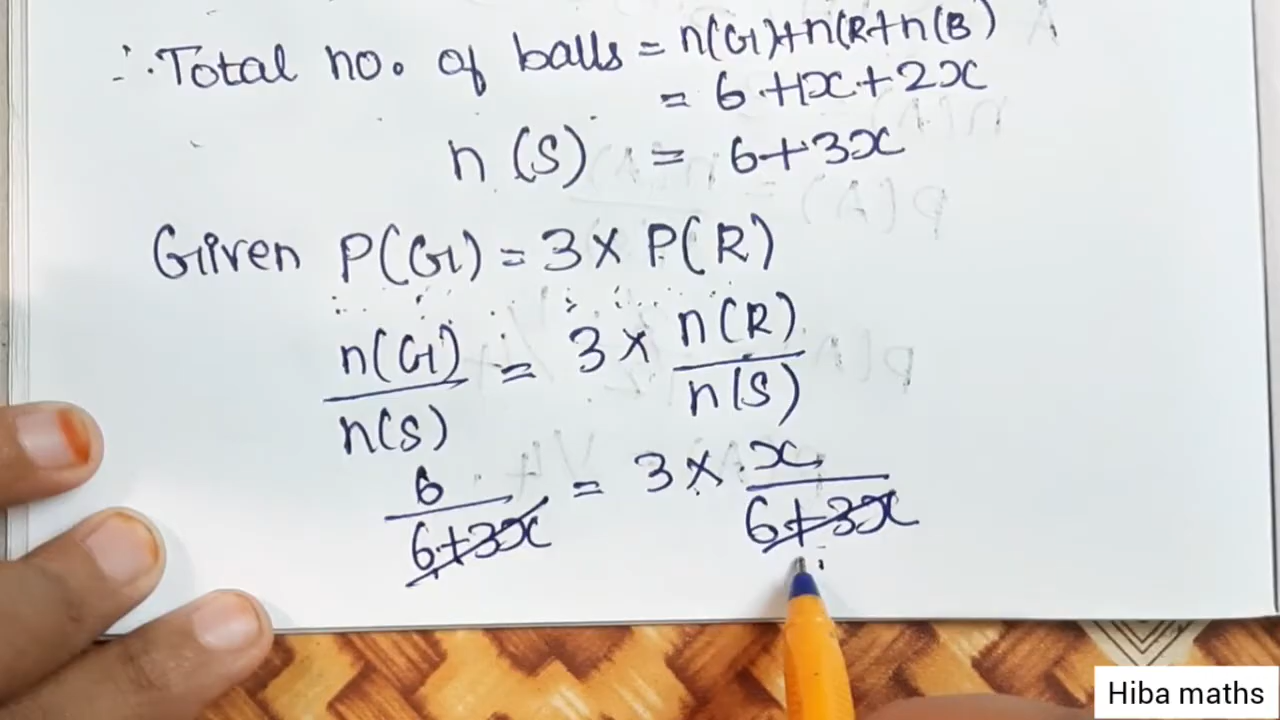 ∴ Total no. of balls = n(G)+n(R+n(B)
= 6+1x+2x
n(S) = 6+3x
Given P(G) = 3 × P(R)
n(G)/n(S) = 3 × n(R)/n(S)
6/6+3x = 3 × x/6+3x
Hiba maths